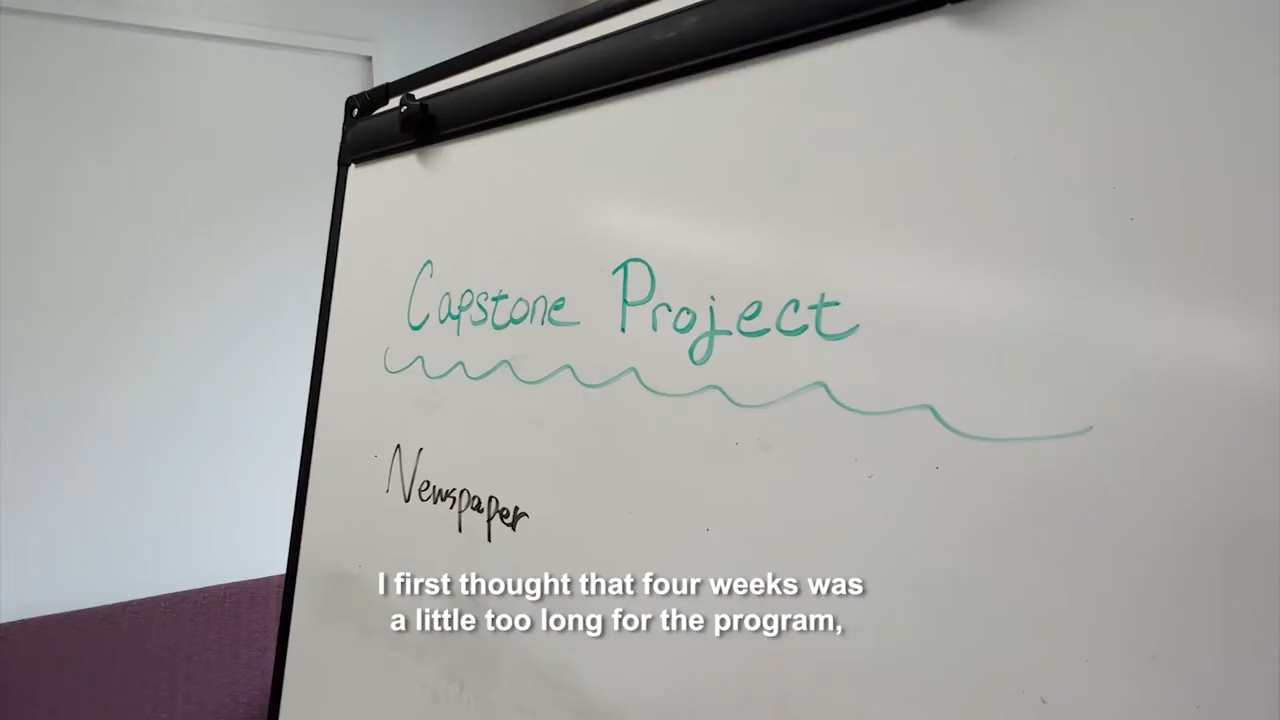 Capstone Project
Newspaper
I first thought that four weeks was
a little too long for the program,